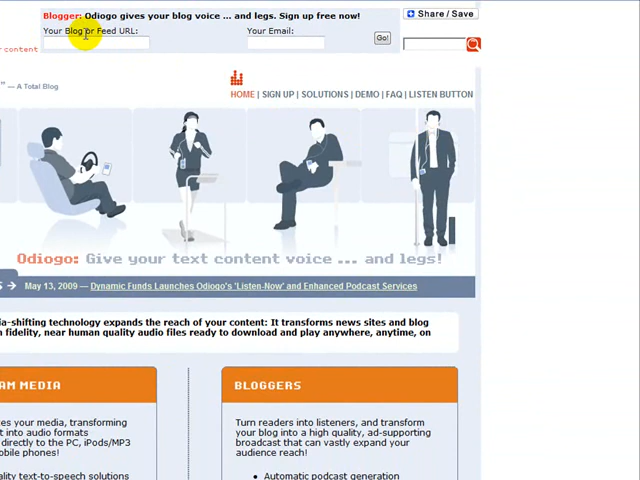 Blogger: Odiogo gives your blog voice ... and legs. Sign up free now!
Share / Save
Your Blog or Feed URL:
Your Email:
Go!
content
” — A Total Blog
HOME | SIGN UP | SOLUTIONS | DEMO | FAQ | LISTEN BUTTON
Odiogo: Give your text content voice ... and legs!
May 13, 2009 — Dynamic Funds Launches Odiogo's 'Listen-Now' and Enhanced Podcast Services
dia-shifting technology expands the reach of your content: It transforms news sites and blog
fidelity, near human quality audio files ready to download and play anywhere, anytime, on
AM MEDIA
es your media, transforming
t into audio formats
directly to the PC, iPods/MP3
obile phones!
ality text-to-speech solutions
BLOGGERS
Turn readers into listeners, and transform
your blog into a high quality, ad-supporting
broadcast that can vastly expand your
audience reach!
• Automatic podcast generation